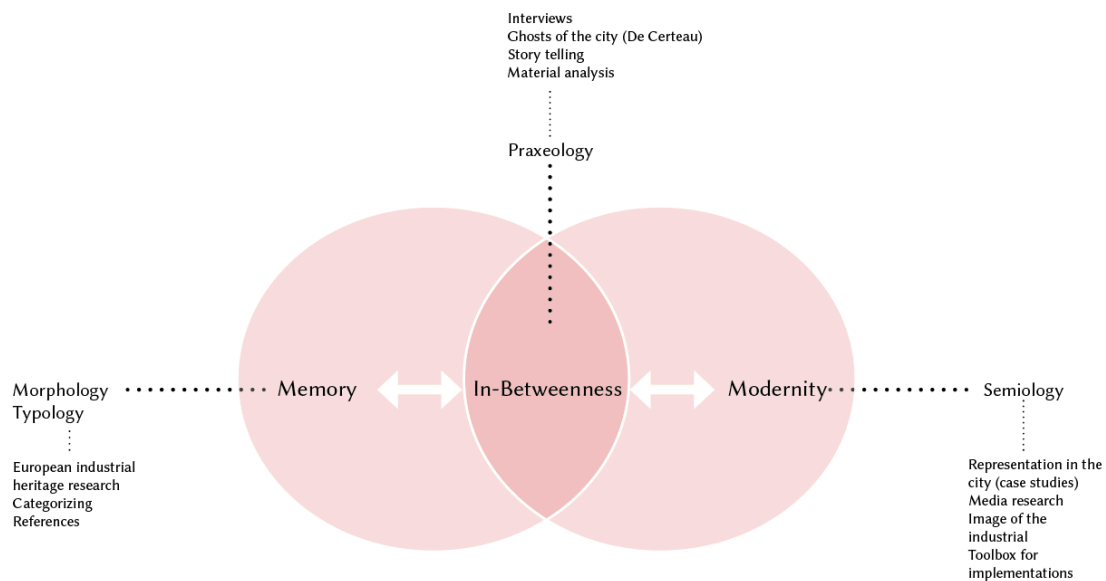 Interviews
Ghosts of the city (De Certeau)
Story telling
Material analysis
Praxeology
Morphology
Typology
European industrial
heritage research
Categorizing
References
Memory
In-Betweenness
Modernity
Semiology
Representation in the
city (case studies)
Media research
Image of the
industrial
Toolbox for
implementations